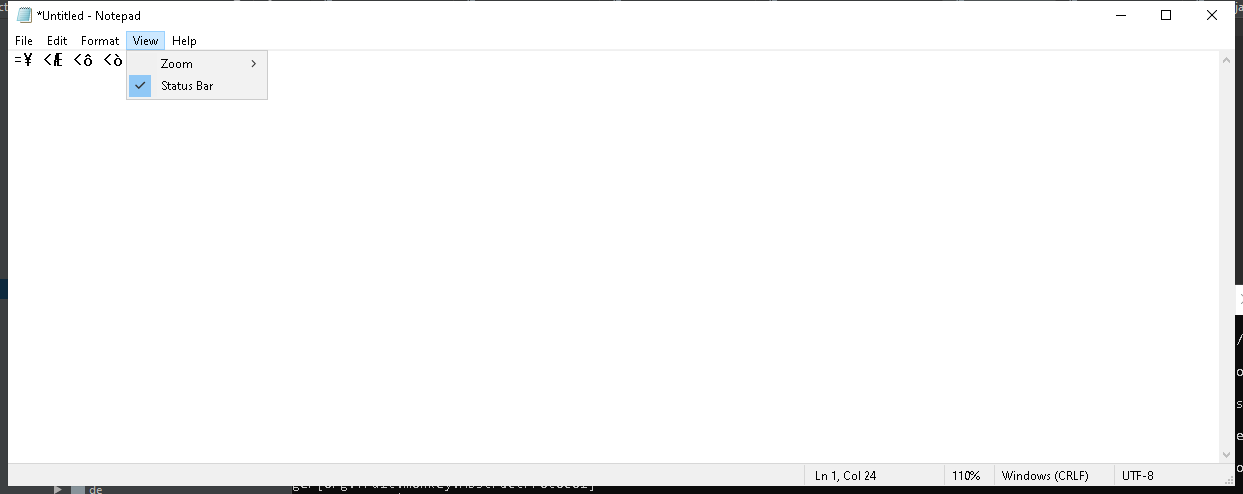 *Untitled - Notepad
File Edit Format View Help
=¥ <Æ <ô <ò
Zoom
Status Bar
Ln 1, Col 24 110% Windows (CRLF) UTF-8
de